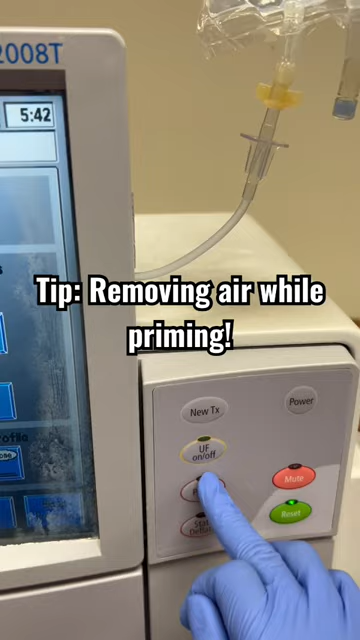 2008T
5:42
Tip: Removing air while
priming!
New Tx
Power
UF
on/off
Mute
Reset